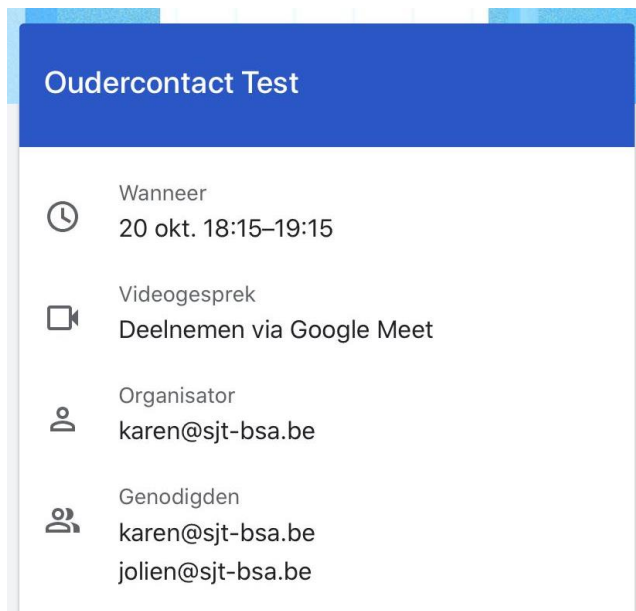 Oudercontact Test
Wanneer
20 okt. 18:15–19:15
Videogesprek
Deelnemen via Google Meet
Organisator
karen@sjt-bsa.be
Genodigden
karen@sjt-bsa.be
jolien@sjt-bsa.be